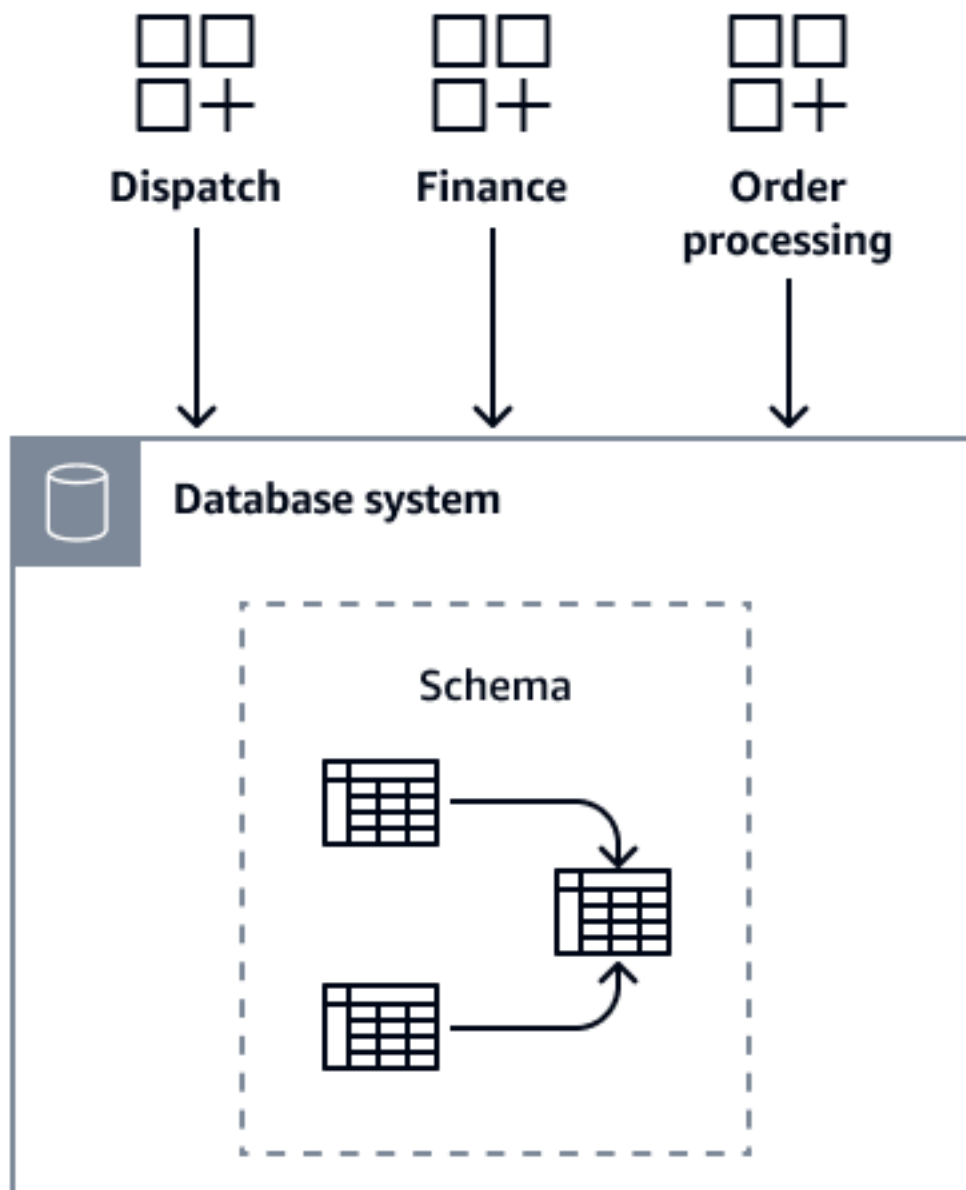 Dispatch
Finance
Order
processing
Database system
Schema